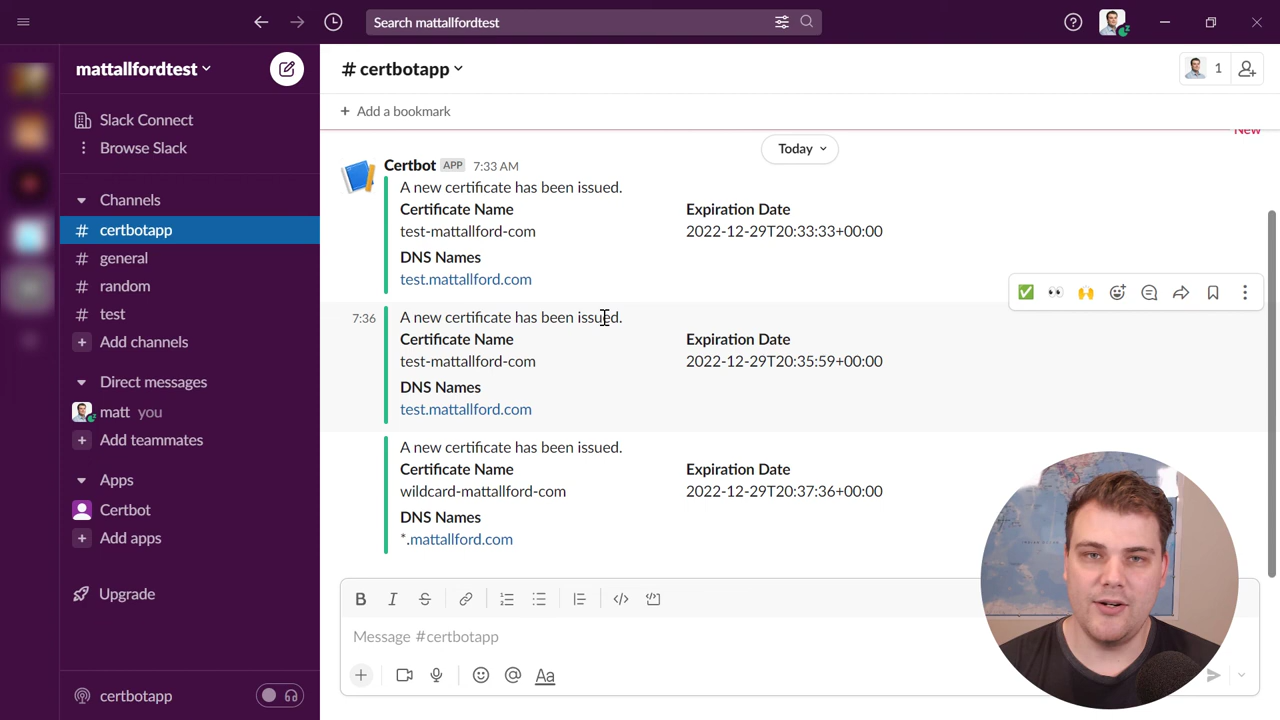 Search mattallfordtest
mattallfordtest
Slack Connect
Browse Slack
Channels
# certbotapp
# general
# random
# test
+ Add channels
Direct messages
matt you
+ Add teammates
Apps
Certbot
+ Add apps
Upgrade
certbotapp
# certbotapp
1
+ Add a bookmark
New
Today
Certbot APP 7:33 AM
A new certificate has been issued.
Certificate Name Expiration Date
test-mattallford-com 2022-12-29T20:33:33+00:00
DNS Names
test.mattallford.com
7:36 A new certificate has been issued.
Certificate Name Expiration Date
test-mattallford-com 2022-12-29T20:35:59+00:00
DNS Names
test.mattallford.com
A new certificate has been issued.
Certificate Name Expiration Date
wildcard-mattallford-com 2022-12-29T20:37:36+00:00
DNS Names
*.mattallford.com
B I S
Message #certbotapp
+ @ Aa